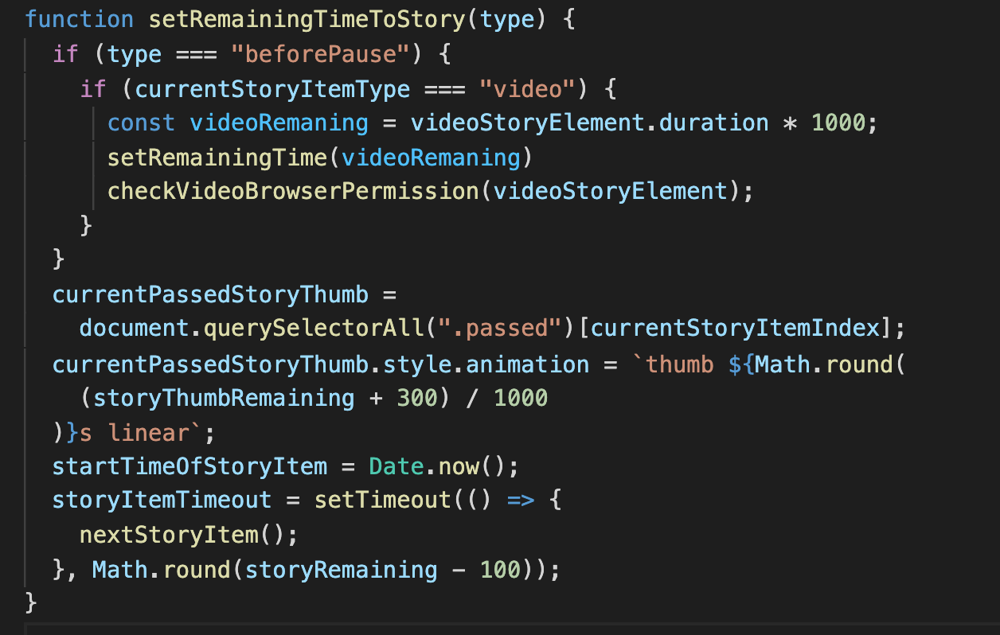 function setRemainingTimeToStory(type) {
  if (type === "beforePause") {
    if (currentStoryItemType === "video") {
      const videoRemaning = videoStoryElement.duration * 1000;
      setRemainingTime(videoRemaning)
      checkVideoBrowserPermission(videoStoryElement);
    }
  }
  currentPassedStoryThumb =
    document.querySelectorAll(".passed")[currentStoryItemIndex];
  currentPassedStoryThumb.style.animation = `thumb ${Math.round(
    (storyThumbRemaining + 300) / 1000
  )}s linear`;
  startTimeOfStoryItem = Date.now();
  storyItemTimeout = setTimeout(() => {
    nextStoryItem();
  }, Math.round(storyRemaining - 100));
}